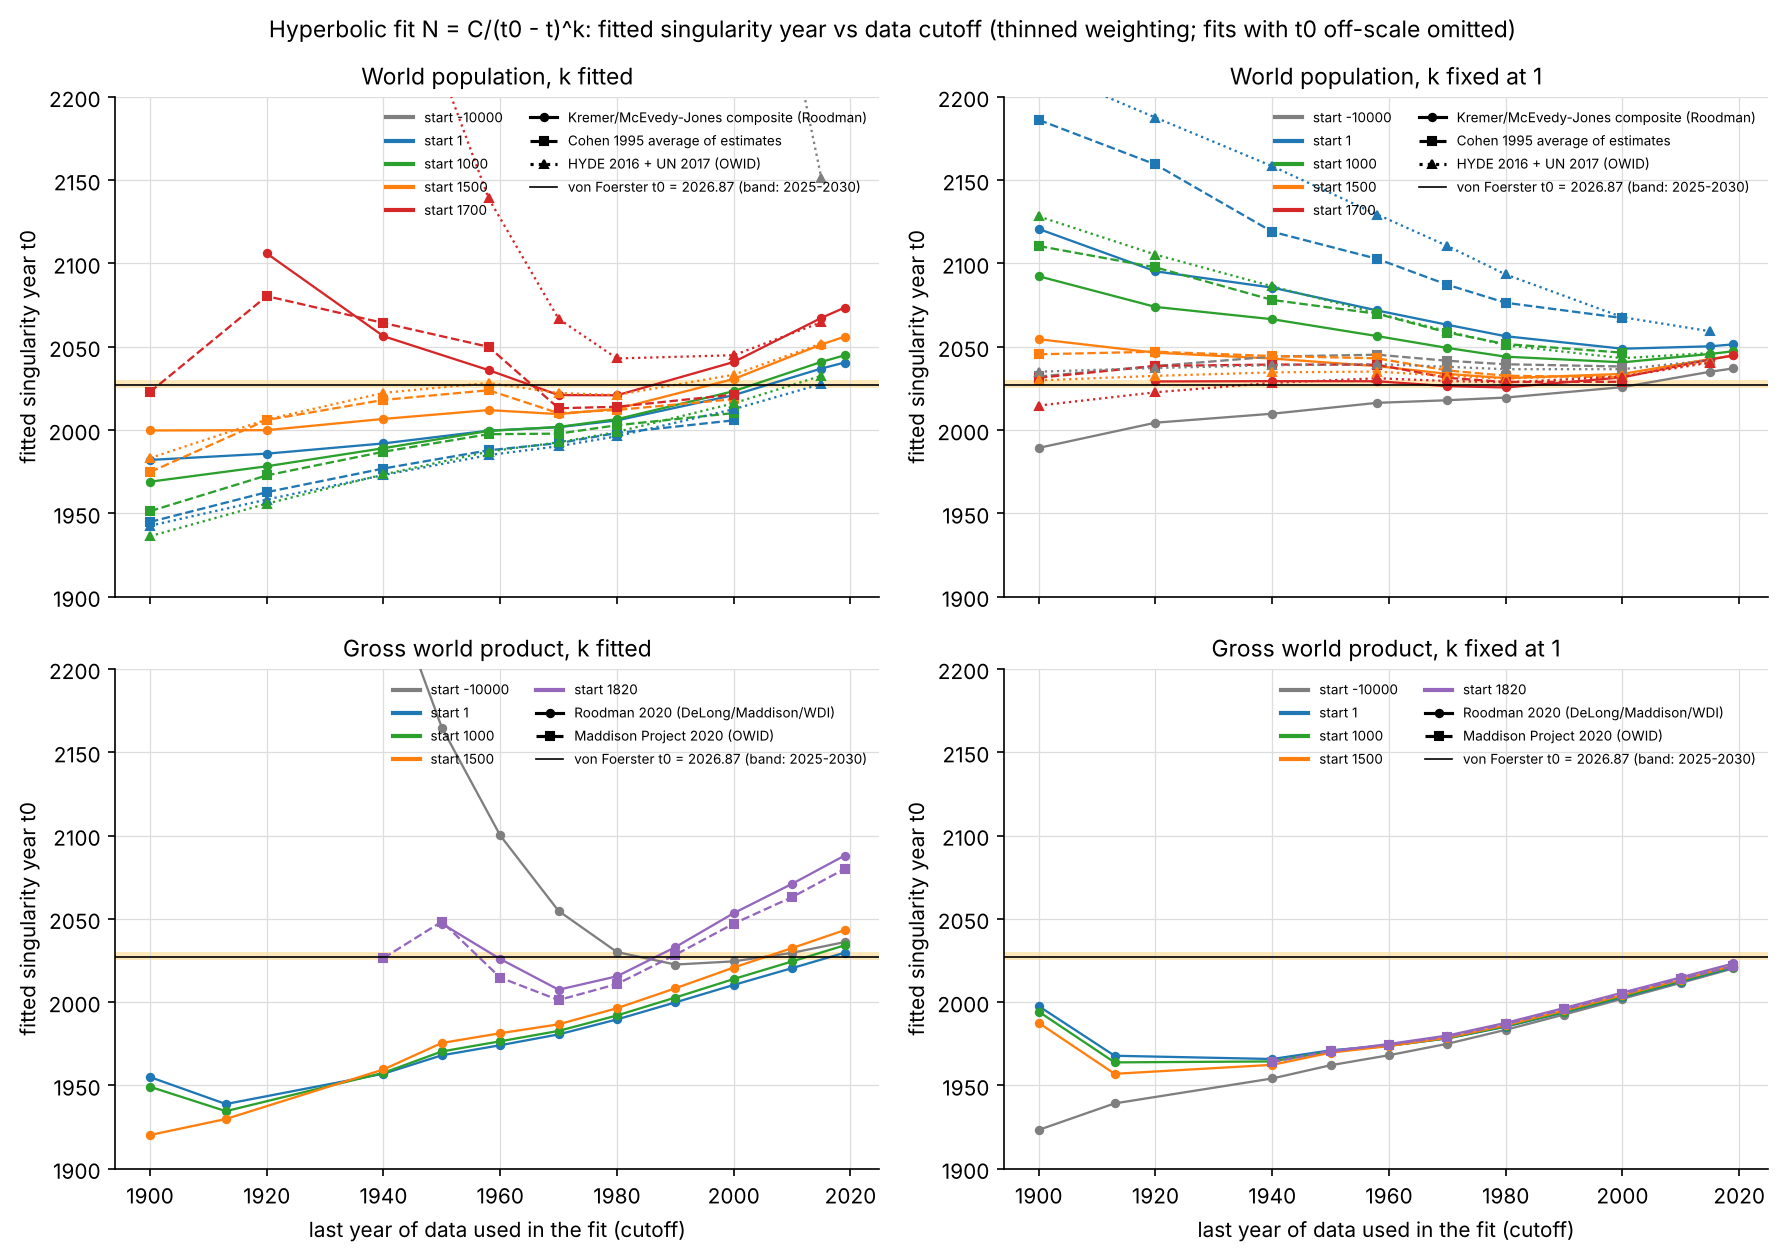 Hyperbolic fit N = C/(t0 - t)^k: fitted singularity year vs data cutoff (thinned weighting; fits with t0 off-scale omitted)
World population, k fitted
2200
2150
2100
2050
2000
1950
1900
fitted singularity year t0
start -10000
start 1
start 1000
start 1500
start 1700
Kremer/McEvedy-Jones composite (Roodman)
Cohen 1995 average of estimates
HYDE 2016 + UN 2017 (OWID)
von Foerster t0 = 2026.87 (band: 2025-2030)
World population, k fixed at 1
2200
2150
2100
2050
2000
1950
1900
fitted singularity year t0
start -10000
start 1
start 1000
start 1500
start 1700
Kremer/McEvedy-Jones composite (Roodman)
Cohen 1995 average of estimates
HYDE 2016 + UN 2017 (OWID)
von Foerster t0 = 2026.87 (band: 2025-2030)
Gross world product, k fitted
2200
2150
2100
2050
2000
1950
1900
fitted singularity year t0
start -10000
start 1
start 1000
start 1500
start 1820
Roodman 2020 (DeLong/Maddison/WDI)
Maddison Project 2020 (OWID)
von Foerster t0 = 2026.87 (band: 2025-2030)
1900 1920 1940 1960 1980 2000 2020
last year of data used in the fit (cutoff)
Gross world product, k fixed at 1
2200
2150
2100
2050
2000
1950
1900
fitted singularity year t0
start -10000
start 1
start 1000
start 1500
start 1820
Roodman 2020 (DeLong/Maddison/WDI)
Maddison Project 2020 (OWID)
von Foerster t0 = 2026.87 (band: 2025-2030)
1900 1920 1940 1960 1980 2000 2020
last year of data used in the fit (cutoff)